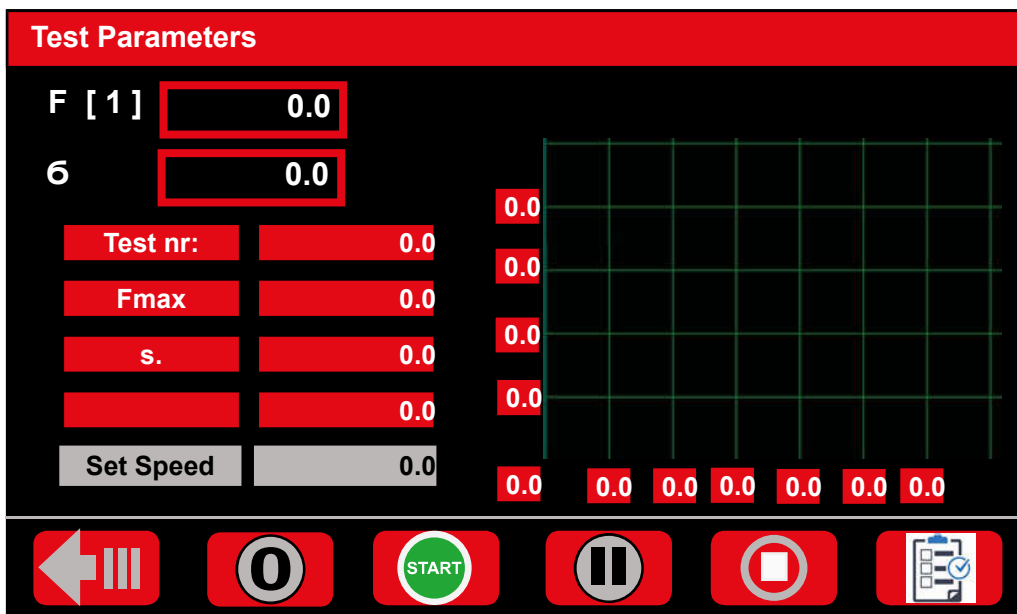 Test Parameters
F [ 1 ] 0.0
б 0.0
Test nr: 0.0
Fmax 0.0
s. 0.0
0.0
Set Speed 0.0
0.0
0.0
0.0
0.0
0.0 0.0 0.0 0.0 0.0 0.0 0.0
0
START